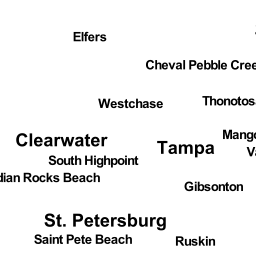 Elfers
Cheval Pebble Cree
Westchase
Thonotos
Clearwater
Mango
Tampa
South Highpoint
dian Rocks Beach
Gibsonton
St. Petersburg
Saint Pete Beach
Ruskin